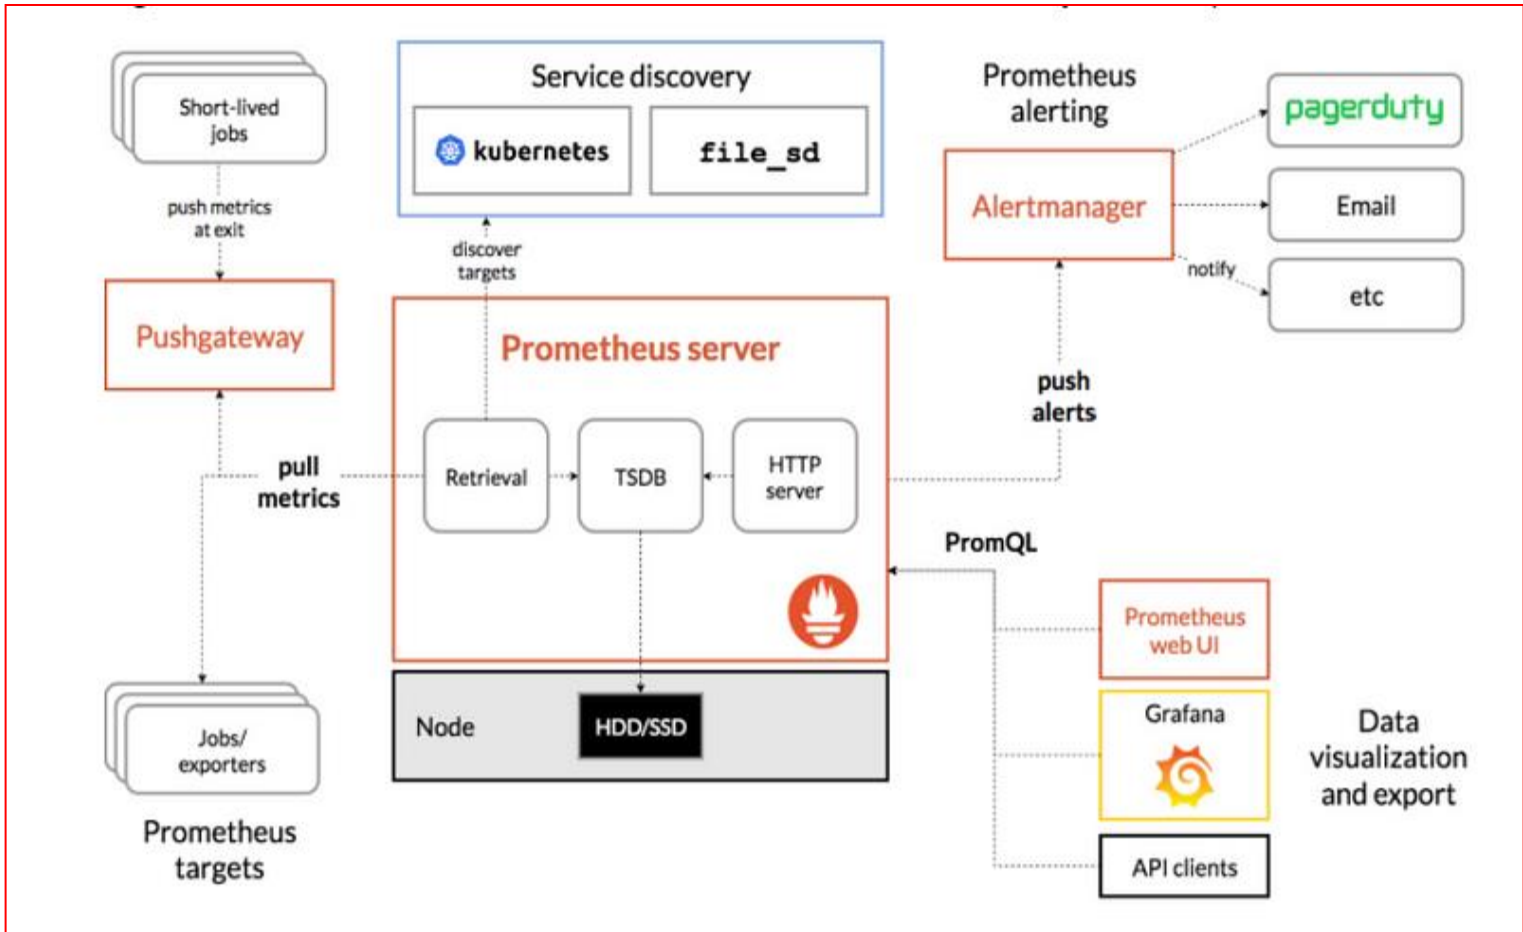 Short-lived
jobs
push metrics
at exit
Pushgateway
pull
metrics
Jobs/
exporters
Prometheus
targets
Service discovery
kubernetes
file_sd
discover
targets
Prometheus server
Retrieval
TSDB
HTTP
server
Node
HDD/SSD
Prometheus
alerting
Alertmanager
pagerduty
Email
etc
notify
push
alerts
PromQL
Prometheus
web UI
Grafana
API clients
Data
visualization
and export